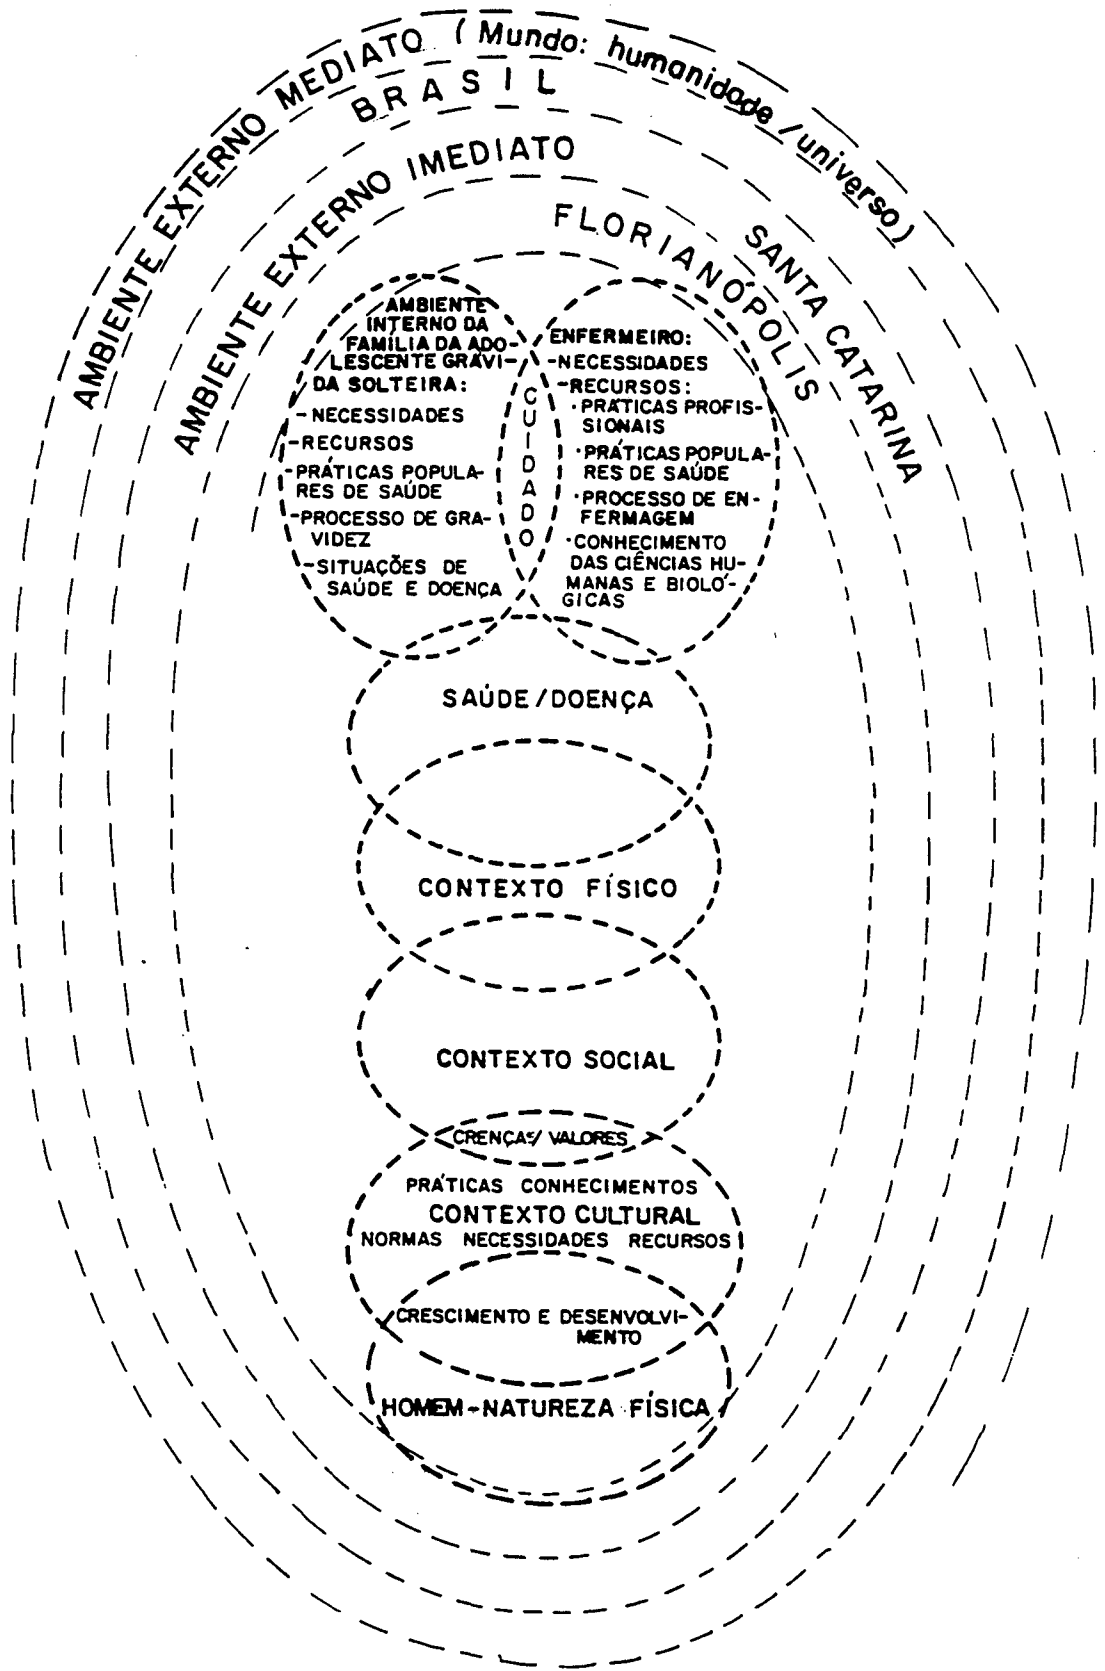 AMBIENTE EXTERNO MEDIATO (Mundo: humanidade/universo)
BRASIL
AMBIENTE EXTERNO IMEDIATO
SANTA CATARINA
FLORIANÓPOLIS
AMBIENTE
INTERNO DA
FAMÍLIA DA ADO-
LESCENTE GRÁVI-
DA SOLTEIRA:
-NECESSIDADES
-RECURSOS
-PRÁTICAS POPULA-
RES DE SAÚDE
-PROCESSO DE GRA-
VIDEZ
-SITUAÇÕES DE
SAÚDE E DOENÇA
CUIDADO
ENFERMEIRO:
-NECESSIDADES
-RECURSOS:
·PRÁTICAS PROFIS-
SIONAIS
·PRÁTICAS POPULA-
RES DE SAÚDE
·PROCESSO DE EN-
FERMAGEM
·CONHECIMENTO
DAS CIÊNCIAS HU-
MANAS E BIOLÓ-
GICAS
SAÚDE/DOENÇA
CONTEXTO FÍSICO
CONTEXTO SOCIAL
CRENÇAS/VALORES
PRÁTICAS CONHECIMENTOS
CONTEXTO CULTURAL
NORMAS NECESSIDADES RECURSOS
CRESCIMENTO E DESENVOLVI-
MENTO
HOMEM-NATUREZA FÍSICA